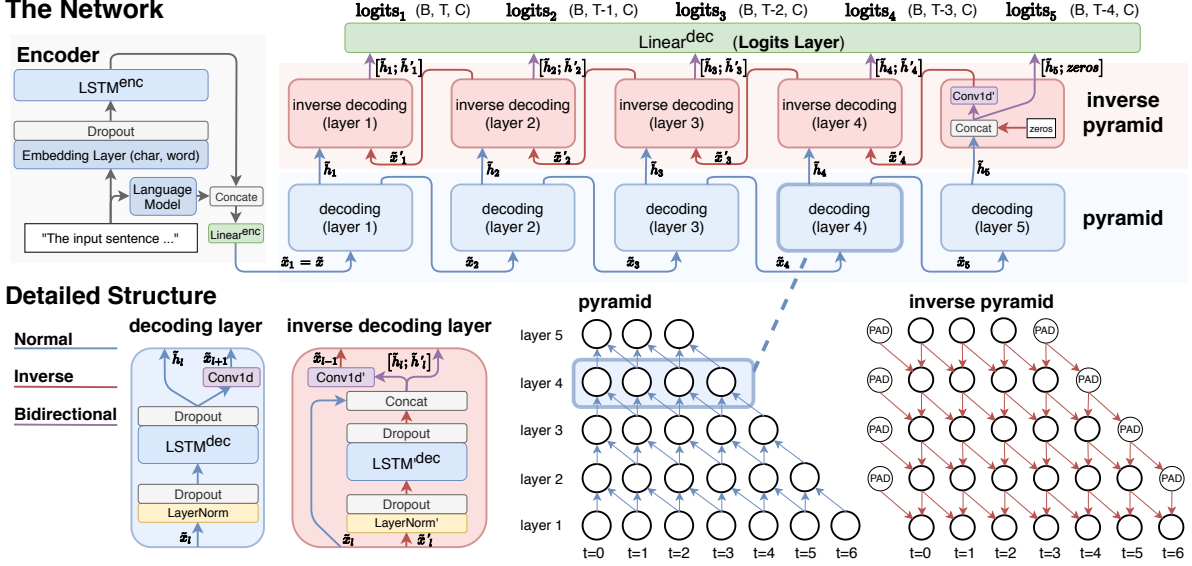 The Network
logits₁ (B, T, C) logits₂ (B, T-1, C) logits₃ (B, T-2, C) logits₄ (B, T-3, C) logits₅ (B, T-4, C)
Linear^dec (Logits Layer)
Encoder
LSTM^enc
Dropout
Embedding Layer (char, word)
Language Model
Concate
"The input sentence ..."
Linear^enc
[h̃₁; h̃'₁] [h̃₂; h̃'₂] [h̃₃; h̃'₃] [h̃₄; h̃'₄] [h̃₅; zeros]
inverse decoding (layer 1)
inverse decoding (layer 2)
inverse decoding (layer 3)
inverse decoding (layer 4)
Conv1d'
Concat
zeros
inverse pyramid
h̃₁ x̃'₁ h̃₂ x̃'₂ h̃₃ x̃'₃ h̃₄ x̃'₄ h̃₅
decoding (layer 1)
decoding (layer 2)
decoding (layer 3)
decoding (layer 4)
decoding (layer 5)
pyramid
x̃₁ = x̃ x̃₂ x̃₃ x̃₄ x̃₅
Detailed Structure
Normal
Inverse
Bidirectional
decoding layer
h̃ₗ x̃ₗ₊₁
Conv1d
Dropout
LSTM^dec
Dropout
LayerNorm
x̃ₗ
inverse decoding layer
x̃ₗ₋₁ [h̃ₗ; h̃'ₗ]
Conv1d'
Concat
Dropout
LSTM'^dec
Dropout
LayerNorm'
x̃ₗ x̃'ₗ
pyramid
layer 5
layer 4
layer 3
layer 2
layer 1
t=0 t=1 t=2 t=3 t=4 t=5 t=6
inverse pyramid
PAD PAD
PAD PAD
PAD PAD
PAD PAD
t=0 t=1 t=2 t=3 t=4 t=5 t=6